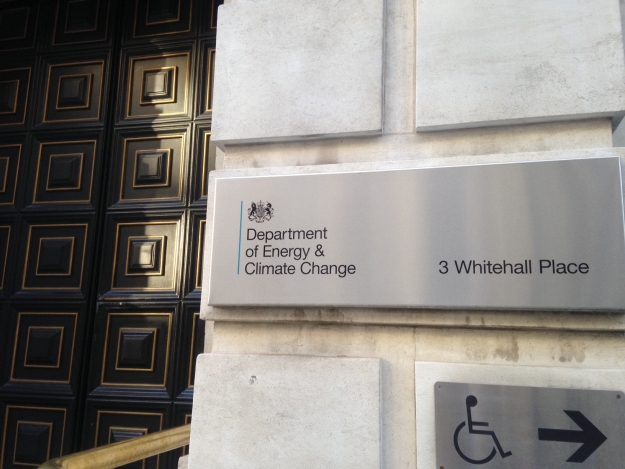 Department
of Energy &
Climate Change
3 Whitehall Place